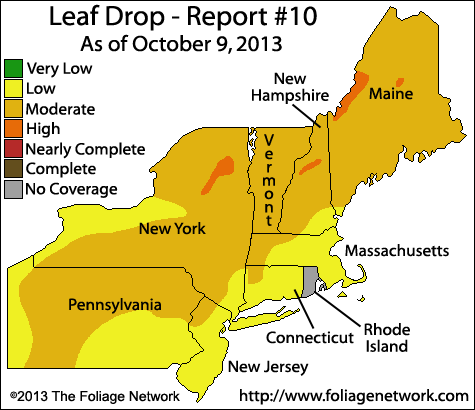 Leaf Drop - Report #10
As of October 9, 2013
Very Low
Low
Moderate
High
Nearly Complete
Complete
No Coverage
New
Hampshire
Maine
Vermont
New York
Massachusetts
Pennsylvania
Connecticut
Rhode
Island
New Jersey
©2013 The Foliage Network
http://www.foliagenetwork.com